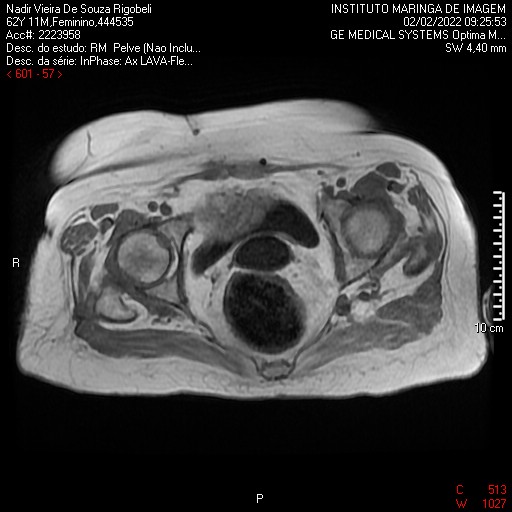 Nadir Vieira De Souza Rigobeli
62Y 11M,Feminino,444535
Acc#: 2223958
Desc. do estudo: RM Pelve (Nao Inclu...
Desc. da série: InPhase: Ax LAVA-Fle...
< 601 - 57 >
INSTITUTO MARINGA DE IMAGEM
02/02/2022 09:25:53
GE MEDICAL SYSTEMS Optima M...
SW 4,40 mm
R
10 cm
P
C 513
W 1027